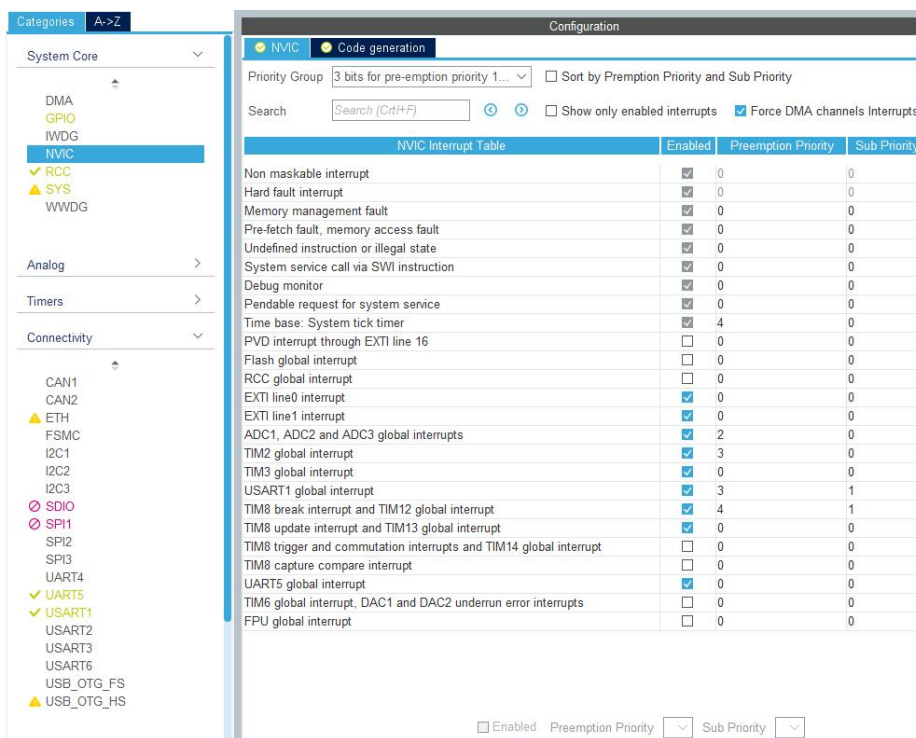 Categories A->Z
System Core
DMA
GPIO
IWDG
NVIC
RCC
SYS
WWDG
Analog
Timers
Connectivity
CAN1
CAN2
ETH
FSMC
I2C1
I2C2
I2C3
SDIO
SPI1
SPI2
SPI3
UART4
UART5
USART1
USART2
USART3
USART6
USB_OTG_FS
USB_OTG_HS
Configuration
NVIC Code generation
Priority Group 3 bits for pre-emption priority 1... Sort by Premption Priority and Sub Priority
Search Search (Crtl+F) Show only enabled interrupts Force DMA channels Interrupts
NVIC Interrupt Table Enabled Preemption Priority Sub Priority
Non maskable interrupt 0 0
Hard fault interrupt 0 0
Memory management fault 0 0
Pre-fetch fault, memory access fault 0 0
Undefined instruction or illegal state 0 0
System service call via SWI instruction 0 0
Debug monitor 0 0
Pendable request for system service 0 0
Time base: System tick timer 4 0
PVD interrupt through EXTI line 16 0 0
Flash global interrupt 0 0
RCC global interrupt 0 0
EXTI line0 interrupt 0 0
EXTI line1 interrupt 0 0
ADC1, ADC2 and ADC3 global interrupts 2 0
TIM2 global interrupt 3 0
TIM3 global interrupt 0 0
USART1 global interrupt 3 1
TIM8 break interrupt and TIM12 global interrupt 4 1
TIM8 update interrupt and TIM13 global interrupt 0 0
TIM8 trigger and commutation interrupts and TIM14 global interrupt 0 0
TIM8 capture compare interrupt 0 0
UART5 global interrupt 0 0
TIM6 global interrupt, DAC1 and DAC2 underrun error interrupts 0 0
FPU global interrupt 0 0
Enabled Preemption Priority Sub Priority